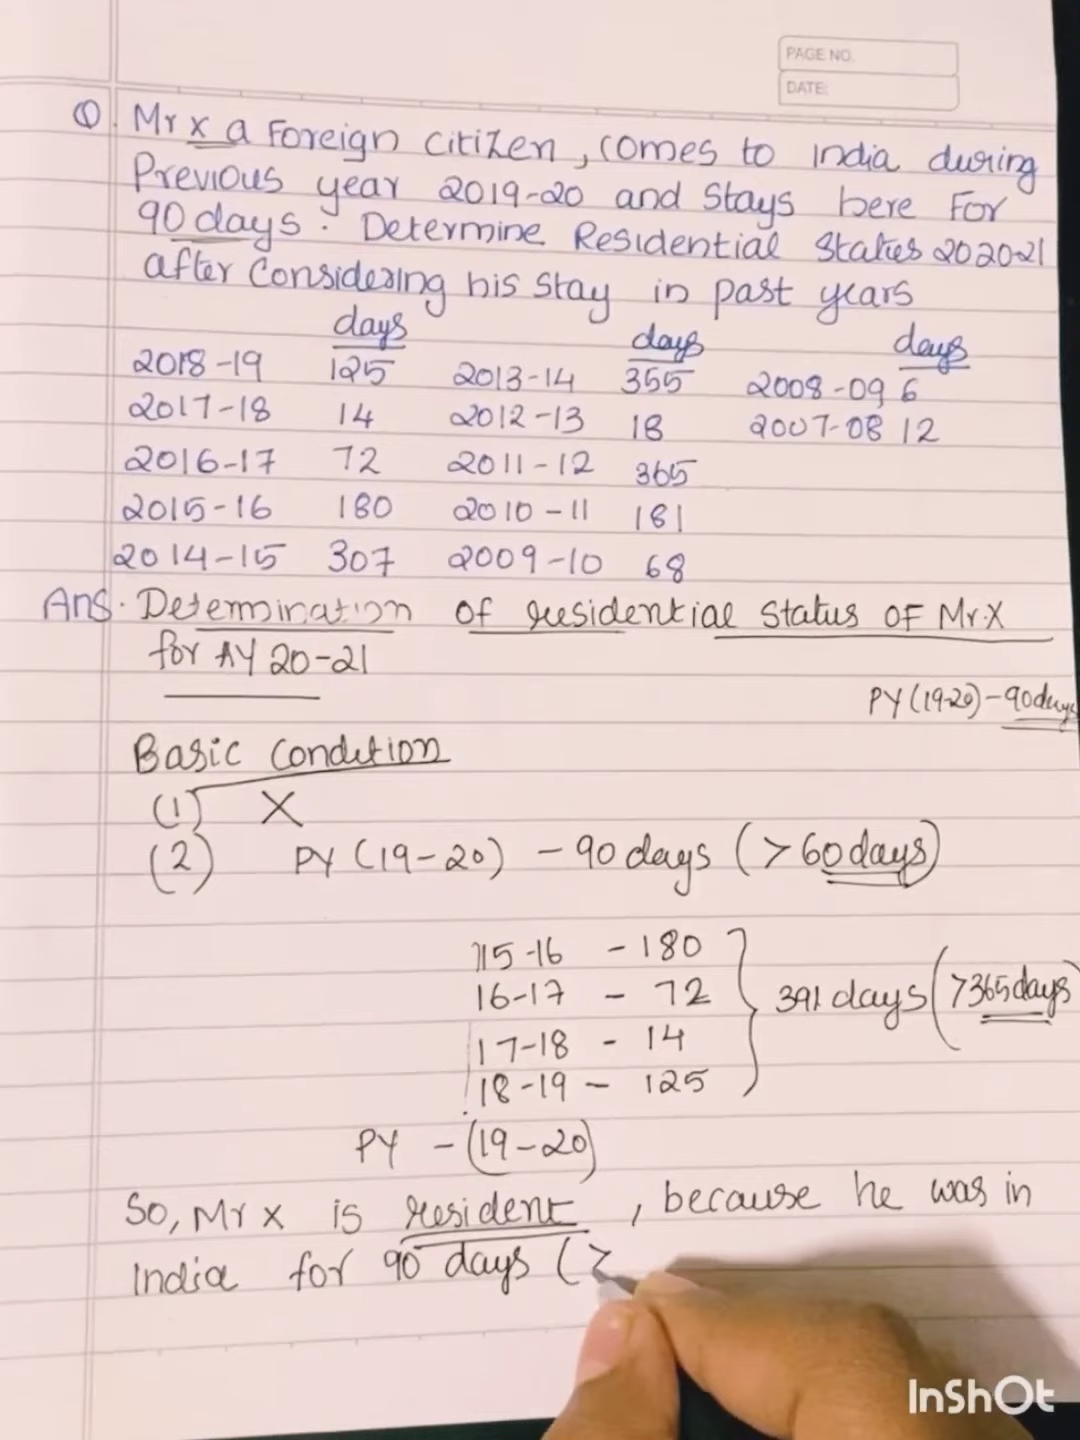 PAGE NO.
DATE:
Q. Mr x a Foreign Citizen, comes to India during
Previous year 2019-20 and Stays here For
90 days. Determine Residential Status 2020-21
after Considering his Stay in past years
days days days
2018-19 125 2013-14 355 2008-09 6
2017-18 14 2012-13 18 2007-08 12
2016-17 72 2011-12 365
2015-16 180 2010-11 181
2014-15 307 2009-10 68
Ans. Determination of residential status OF Mr.X
for AY 20-21
PY (19-20) - 90 days
Basic Condition
(1) X
(2) PY (19-20) - 90 days (>60 days)
15-16 - 180
16-17 - 72 391 days (>365 days)
17-18 - 14
18-19 - 125
PY - (19-20)
So, Mr x is resident, because he was in
India for 90 days (>
InShOt